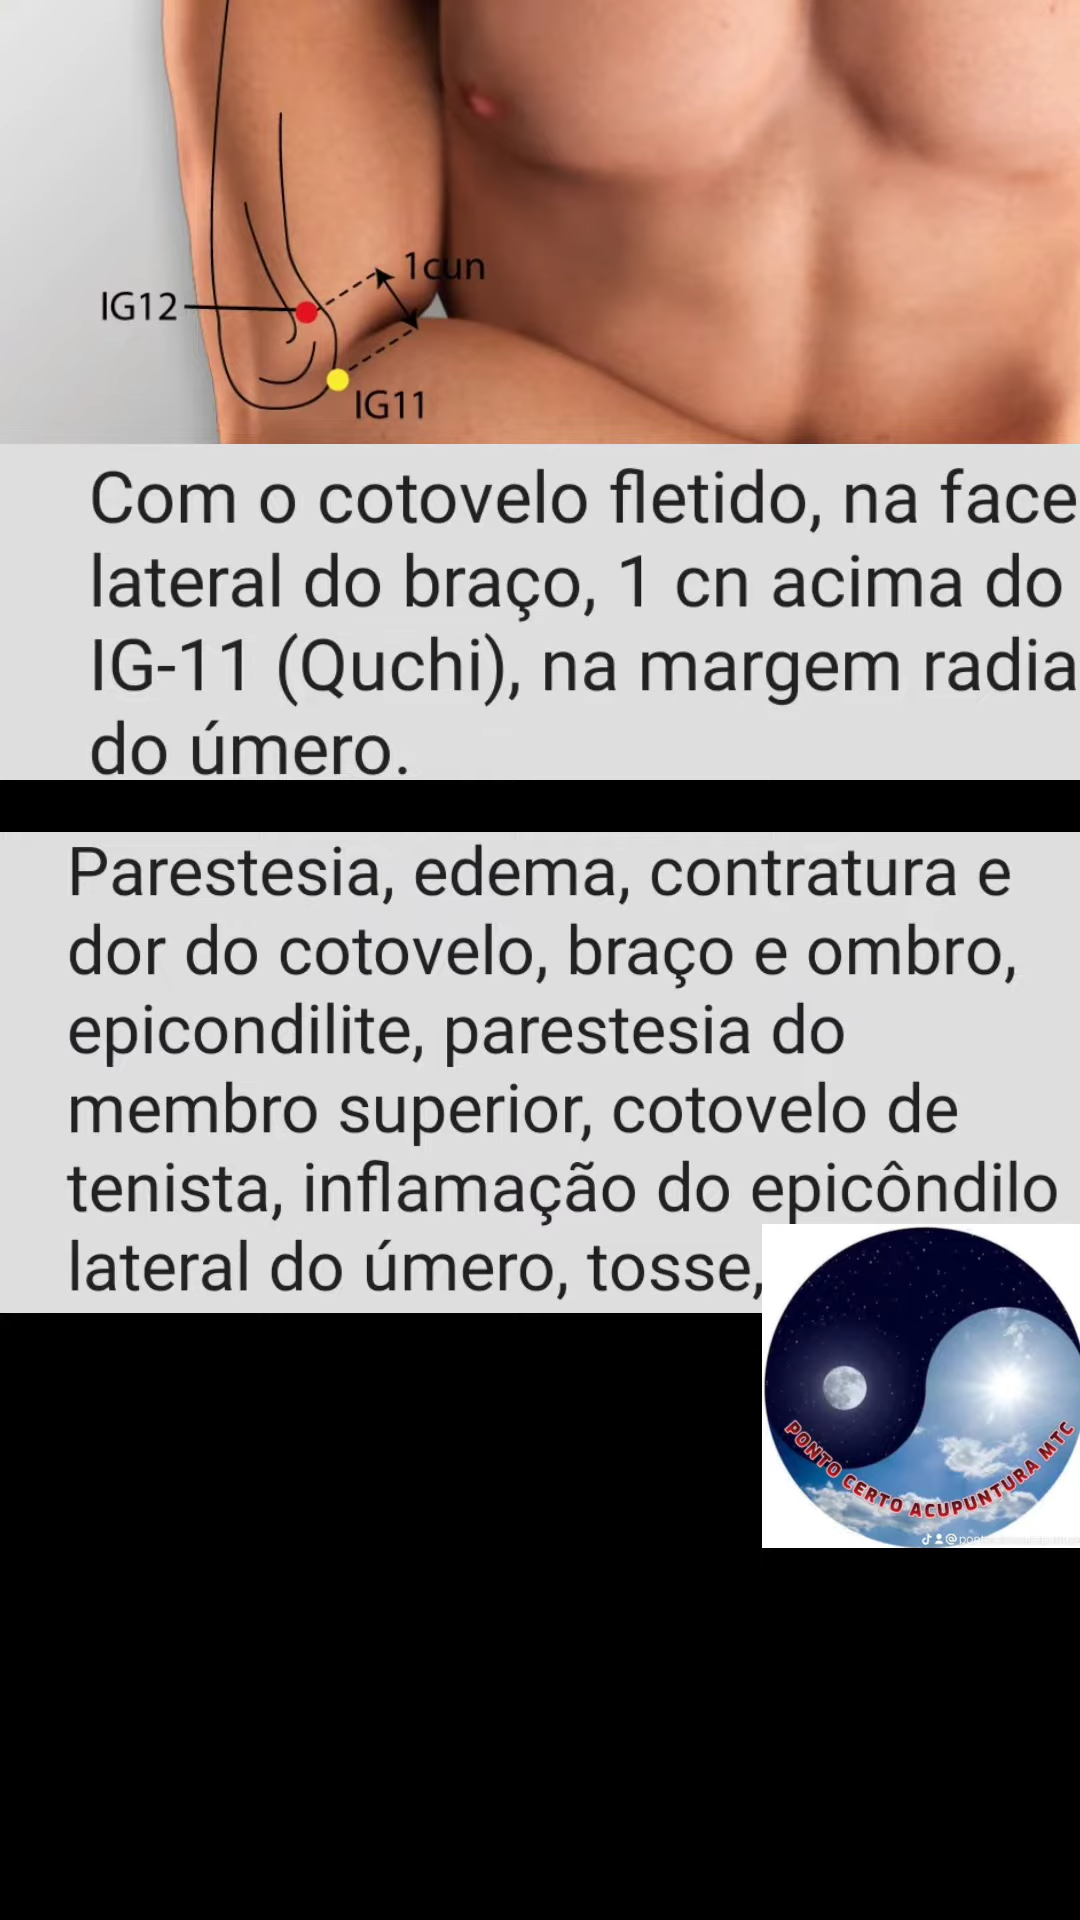 1cun
IG12
IG11
Com o cotovelo fletido, na face
lateral do braço, 1 cn acima do
IG-11 (Quchi), na margem radia
do úmero.
Parestesia, edema, contratura e
dor do cotovelo, braço e ombro,
epicondilite, parestesia do
membro superior, cotovelo de
tenista, inflamação do epicôndilo
lateral do úmero, tosse,
PONTO CERTO ACUPUNTURA MTC